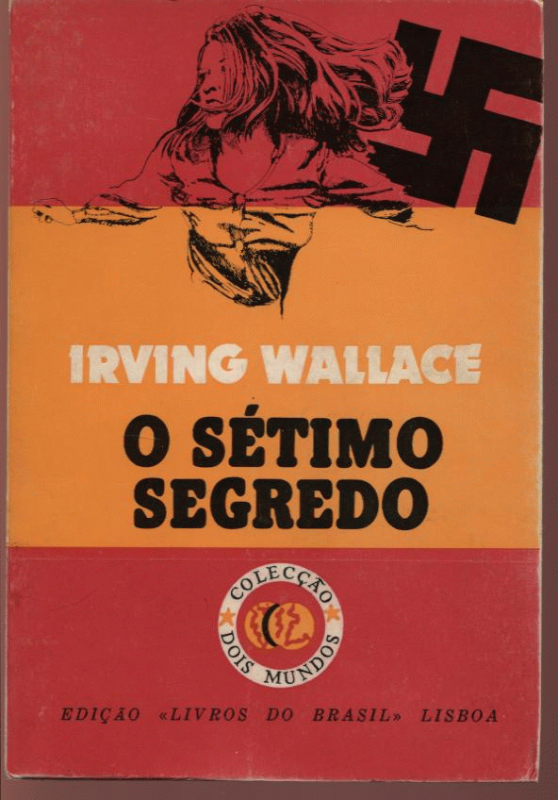 IRVING WALLACE
O SÉTIMO
SEGREDO
COLECÇÃO
DOIS MUNDOS
EDIÇÃO «LIVROS DO BRASIL» LISBOA